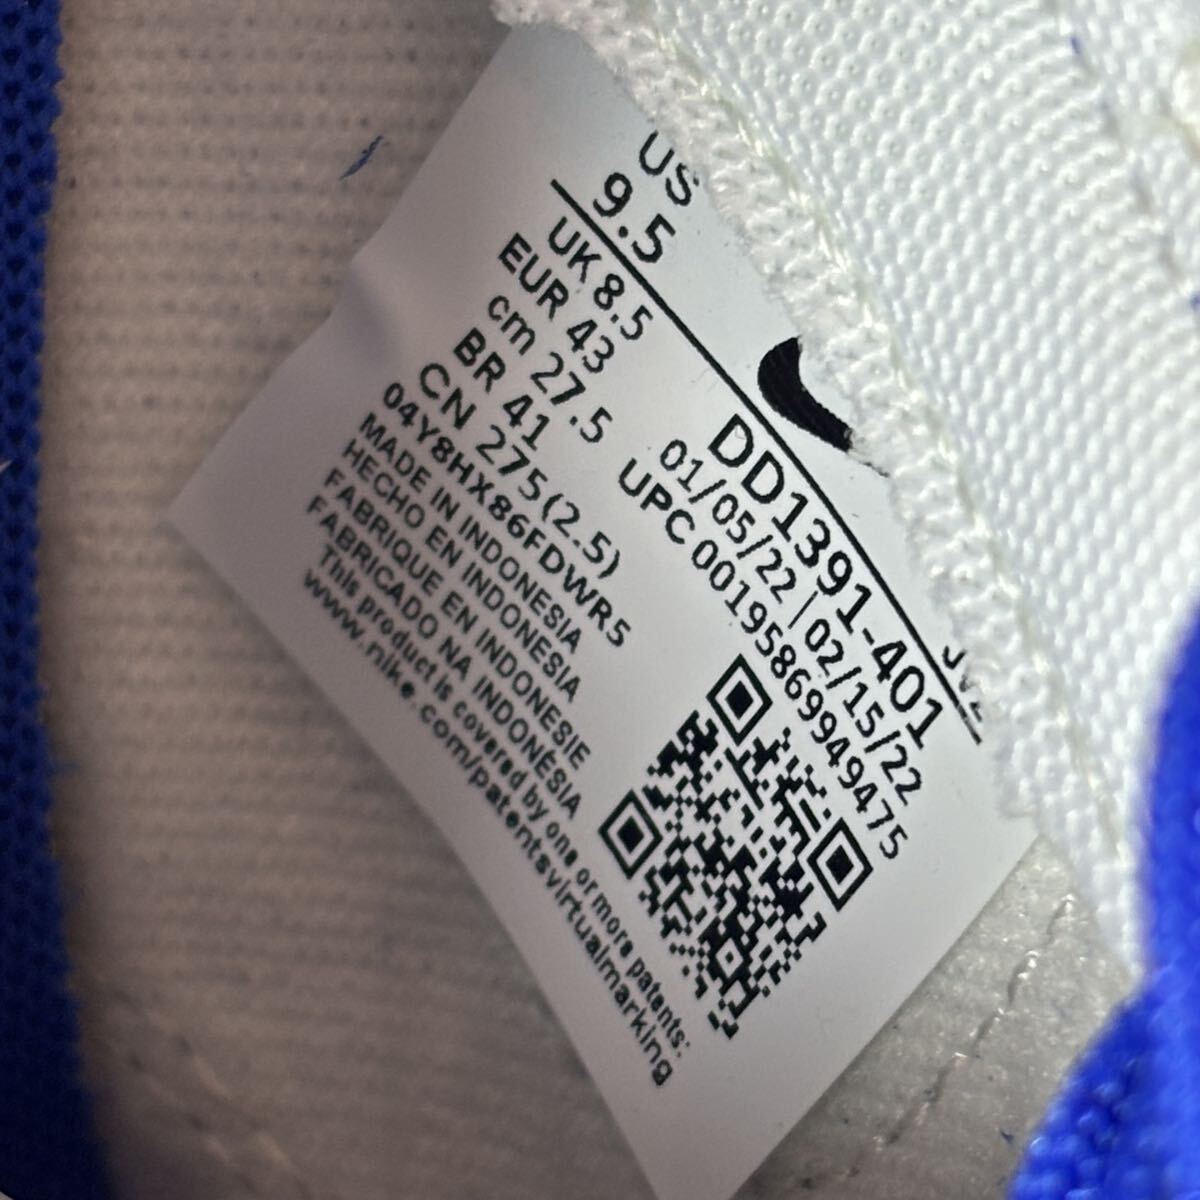 US
9.5
UK 8.5
EUR 43
cm 27.5
BR 41
CN 275(2.5)
04Y8HX86FDWR5
MADE IN INDONESIA
HECHO EN INDONESIA
FABRIQUE EN INDONESIE
FABRICADO NA INDONÉSIA
This product is covered by one or more patents:
www.nike.com/patentsvirtualmarking
DD1391-401
01/05/22 | 02/15/22
UPC 00195869949475